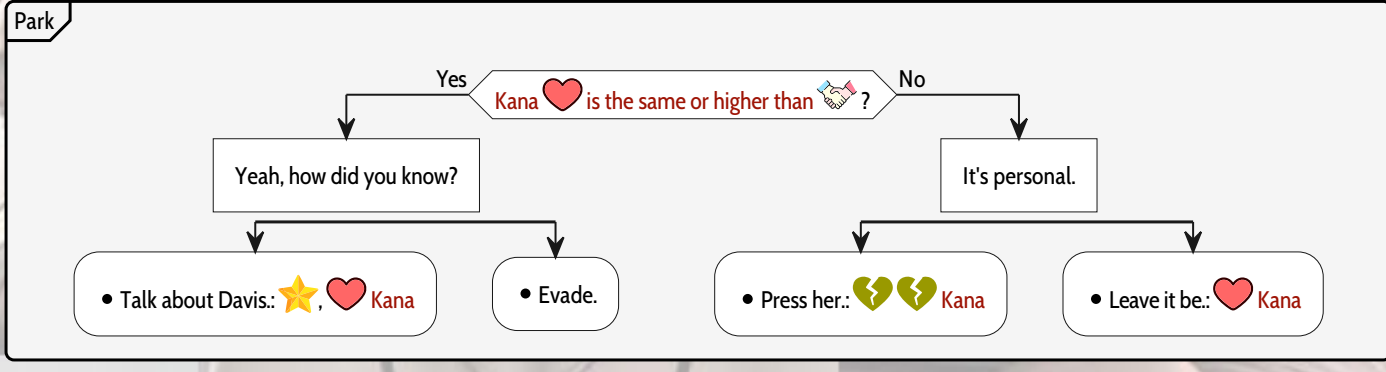 Park
Yes
Kana is the same or higher than ?
No
Yeah, how did you know?
It's personal.
• Talk about Davis.: , Kana
• Evade.
• Press her.: Kana
• Leave it be.: Kana